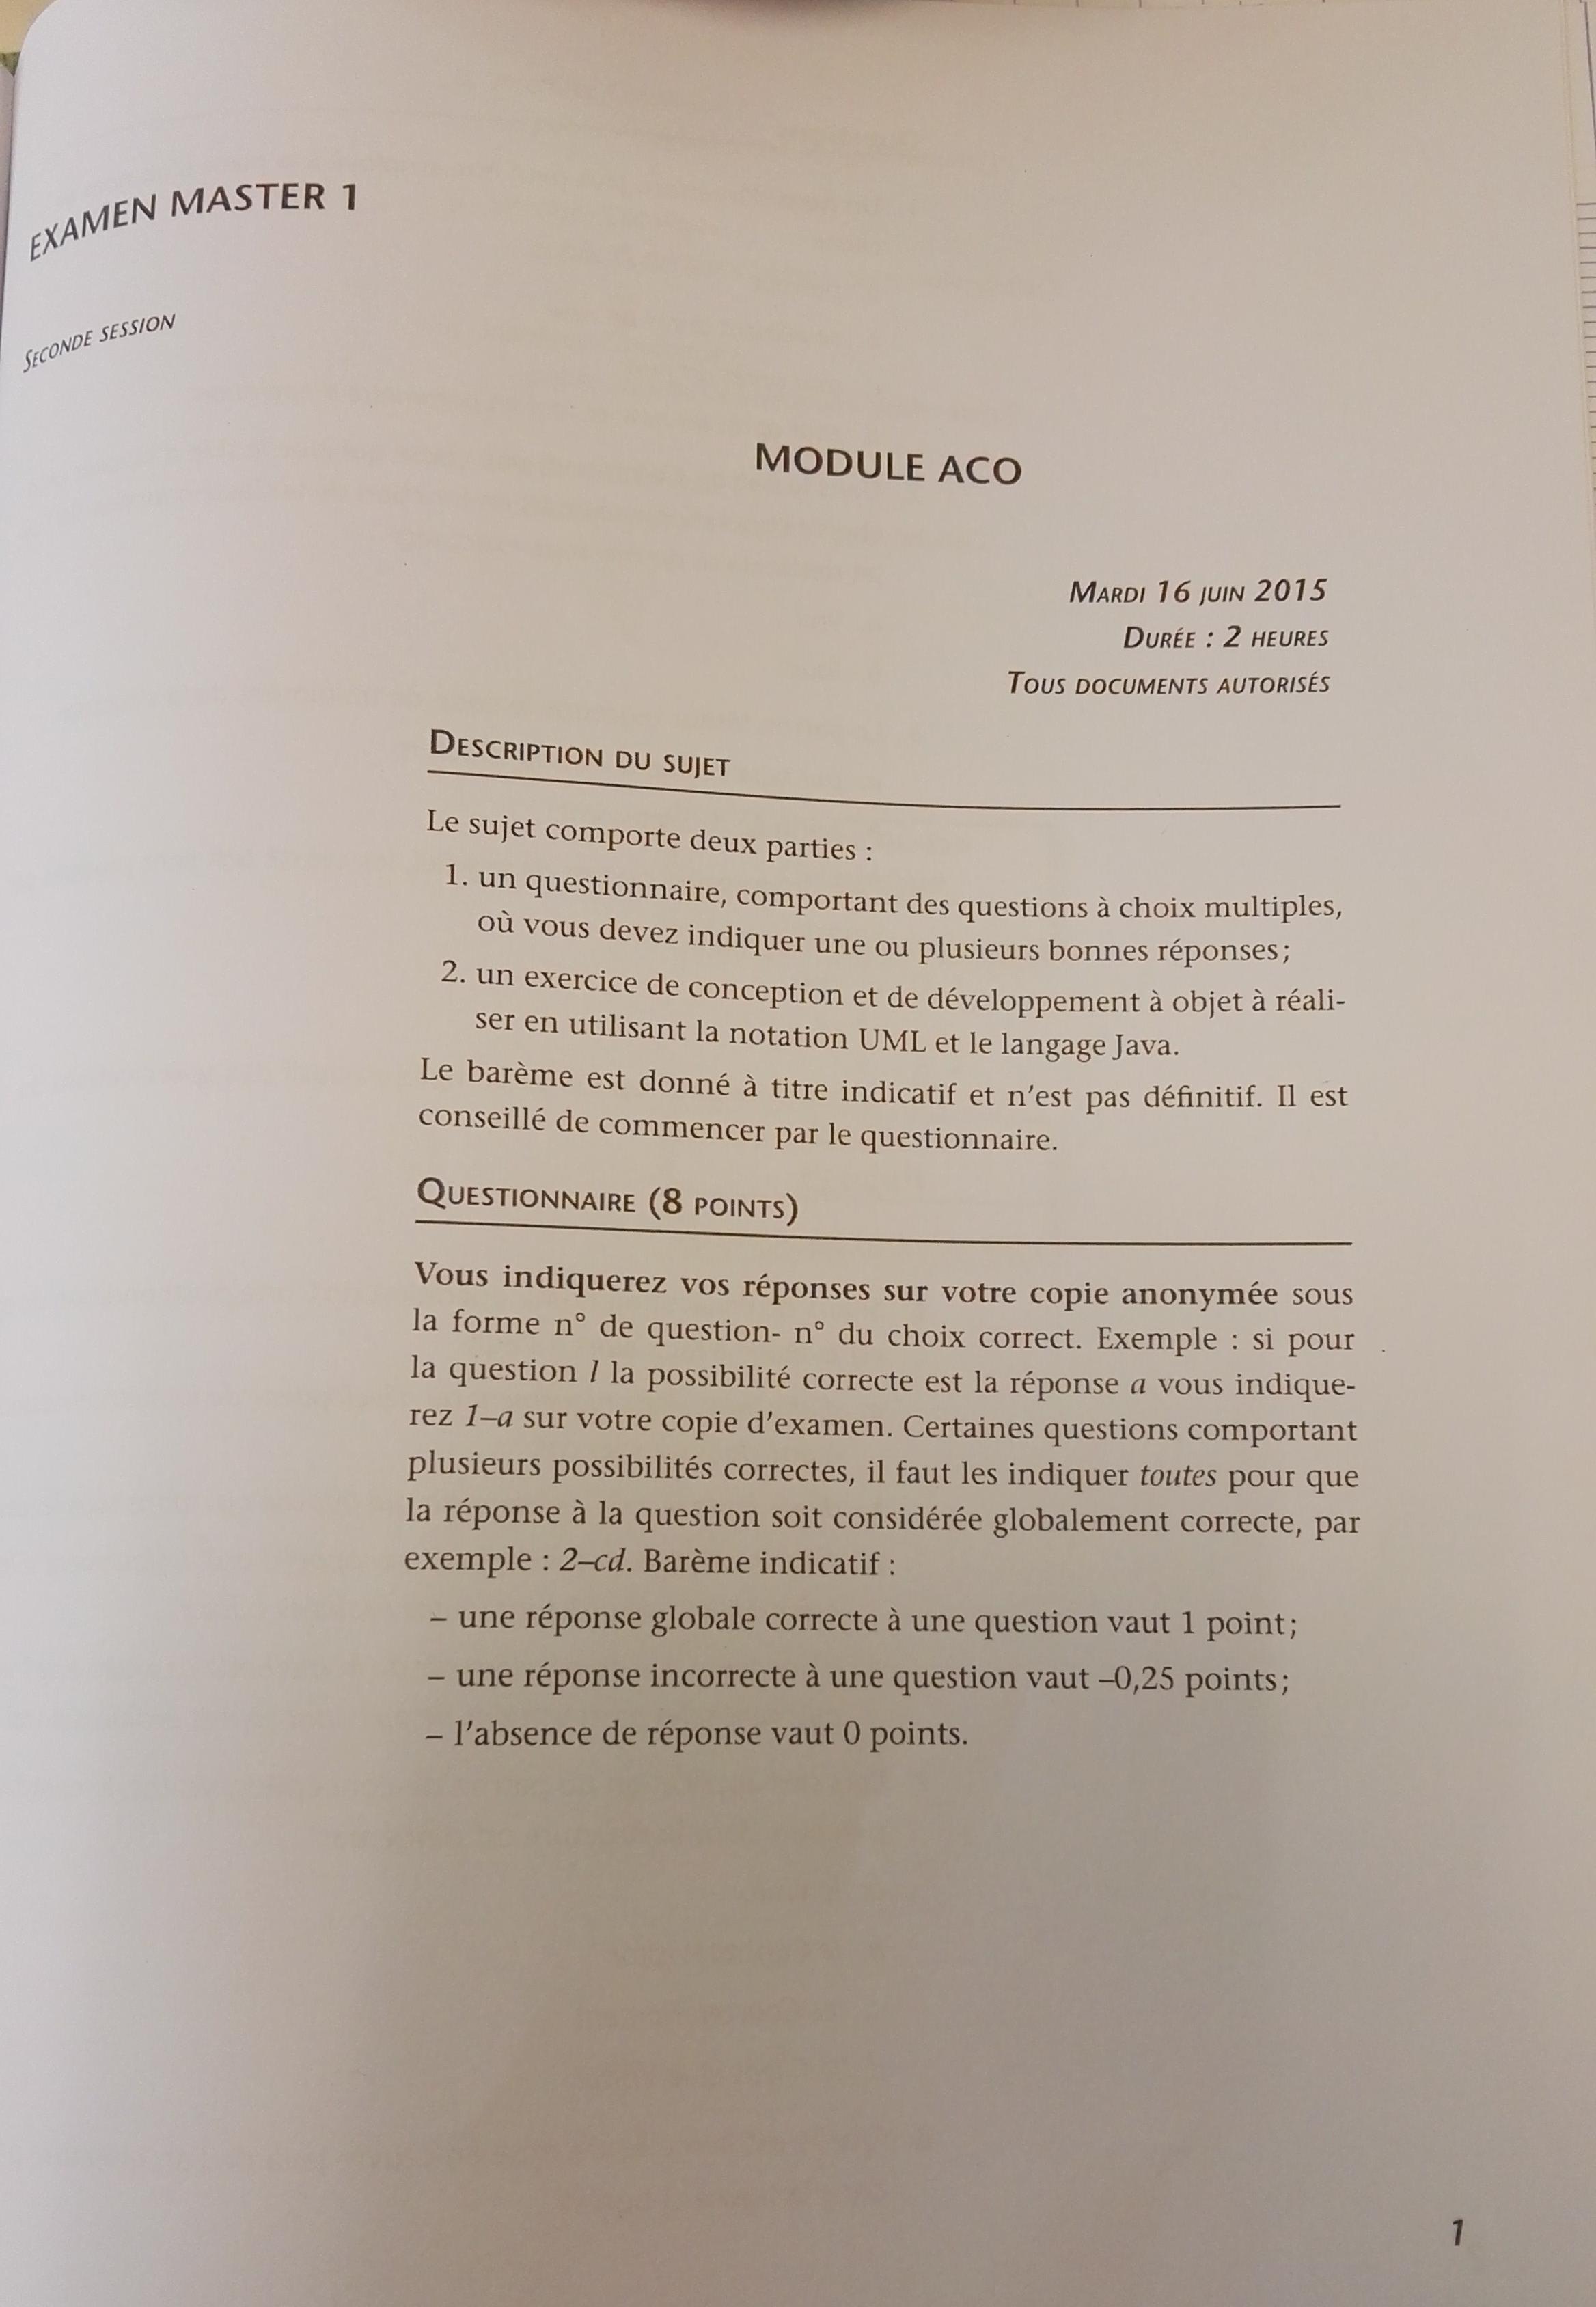 EXAMEN MASTER 1
SECONDE SESSION
MODULE ACO
MARDI 16 JUIN 2015
DURÉE : 2 HEURES
TOUS DOCUMENTS AUTORISÉS
DESCRIPTION DU SUJET
Le sujet comporte deux parties :
1. un questionnaire, comportant des questions à choix multiples,
où vous devez indiquer une ou plusieurs bonnes réponses;
2. un exercice de conception et de développement à objet à réali-
ser en utilisant la notation UML et le langage Java.
Le barème est donné à titre indicatif et n'est pas définitif. Il est
conseillé de commencer par le questionnaire.
QUESTIONNAIRE (8 POINTS)
Vous indiquerez vos réponses sur votre copie anonymée sous
la forme n° de question- n° du choix correct. Exemple : si pour
la question 1 la possibilité correcte est la réponse a vous indique-
rez 1–a sur votre copie d'examen. Certaines questions comportant
plusieurs possibilités correctes, il faut les indiquer toutes pour que
la réponse à la question soit considérée globalement correcte, par
exemple : 2–cd. Barème indicatif :
– une réponse globale correcte à une question vaut 1 point;
– une réponse incorrecte à une question vaut –0,25 points;
– l'absence de réponse vaut 0 points.
1